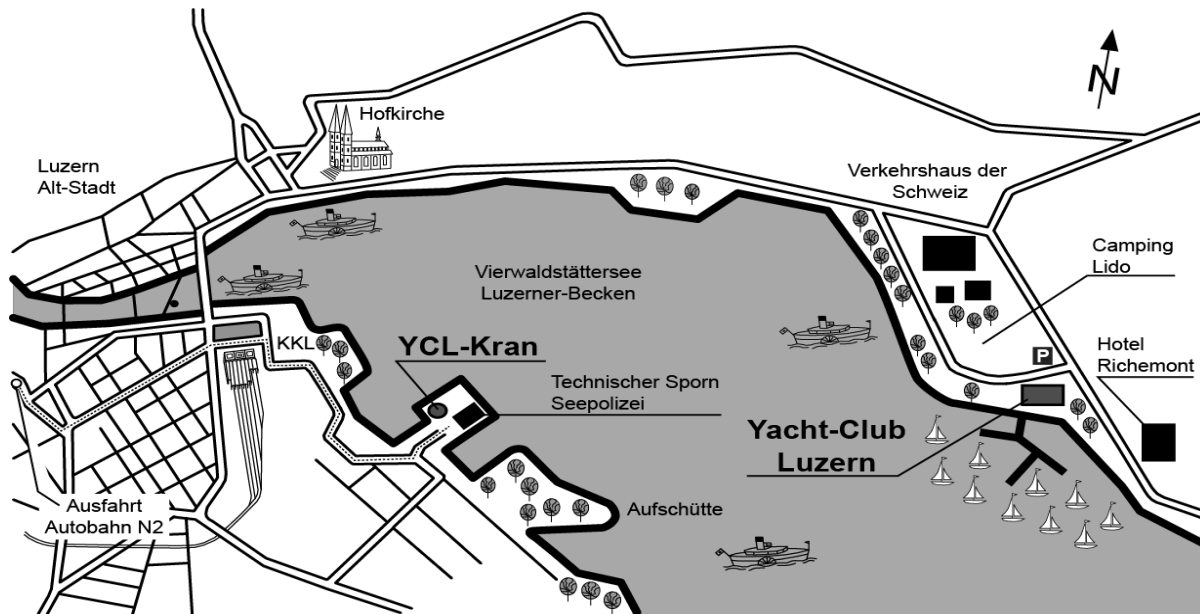 N
Hofkirche
Luzern
Alt-Stadt
Verkehrshaus der
Schweiz
Camping
Lido
Vierwaldstättersee
Luzerner-Becken
KKL
YCL-Kran
Technischer Sporn
Seepolizei
P
Hotel
Richemont
Yacht-Club
Luzern
Ausfahrt
Autobahn N2
Aufschütte